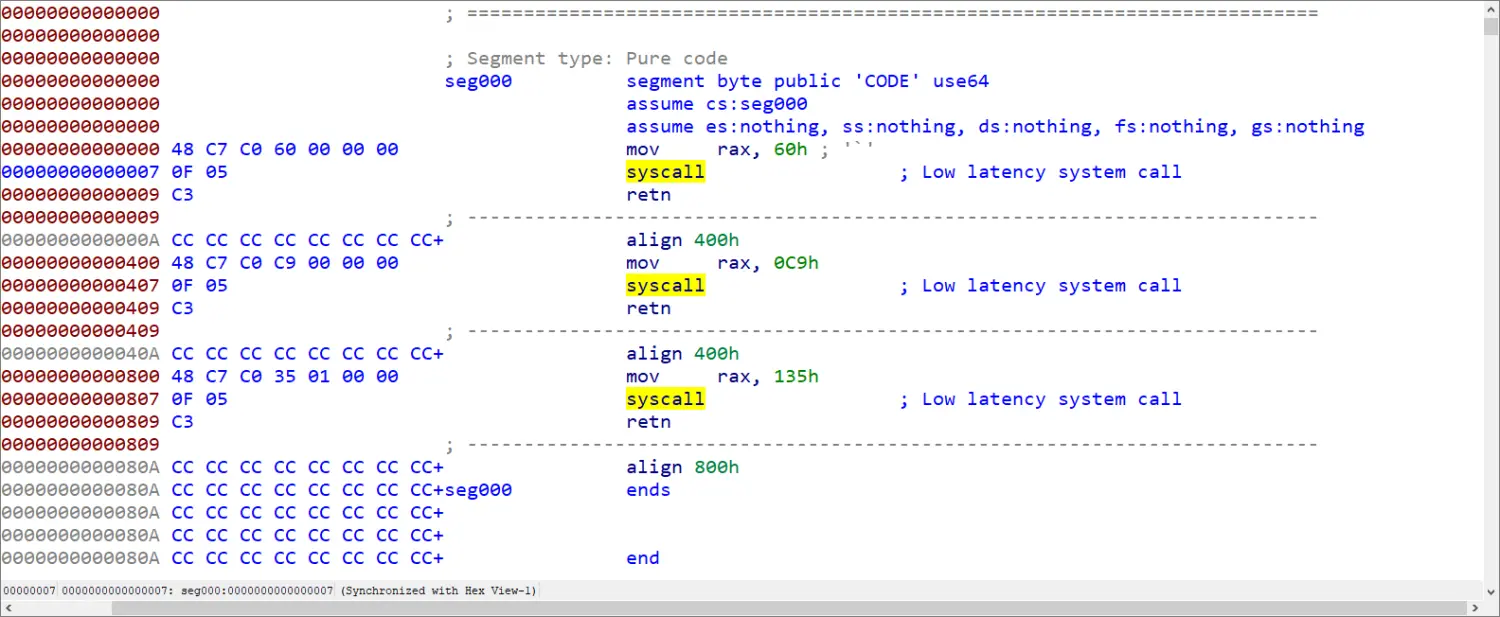 00000000000000 ; ===========================================================================
00000000000000
00000000000000 ; Segment type: Pure code
00000000000000 seg000 segment byte public 'CODE' use64
00000000000000 assume cs:seg000
00000000000000 assume es:nothing, ss:nothing, ds:nothing, fs:nothing, gs:nothing
00000000000000 48 C7 C0 60 00 00 00 mov rax, 60h ; '`'
00000000000007 0F 05 syscall ; Low latency system call
00000000000009 C3 retn
00000000000009 ; ---------------------------------------------------------------------------
0000000000000A CC CC CC CC CC CC CC CC+ align 400h
00000000000400 48 C7 C0 C9 00 00 00 mov rax, 0C9h
00000000000407 0F 05 syscall ; Low latency system call
00000000000409 C3 retn
00000000000409 ; ---------------------------------------------------------------------------
0000000000040A CC CC CC CC CC CC CC CC+ align 400h
00000000000800 48 C7 C0 35 01 00 00 mov rax, 135h
00000000000807 0F 05 syscall ; Low latency system call
00000000000809 C3 retn
00000000000809 ; ---------------------------------------------------------------------------
0000000000080A CC CC CC CC CC CC CC CC+ align 800h
0000000000080A CC CC CC CC CC CC CC CC+seg000 ends
0000000000080A CC CC CC CC CC CC CC CC+
0000000000080A CC CC CC CC CC CC CC CC+
0000000000080A CC CC CC CC CC CC CC CC+ end
00000007 0000000000000007: seg000:0000000000000007 (Synchronized with Hex View-1)